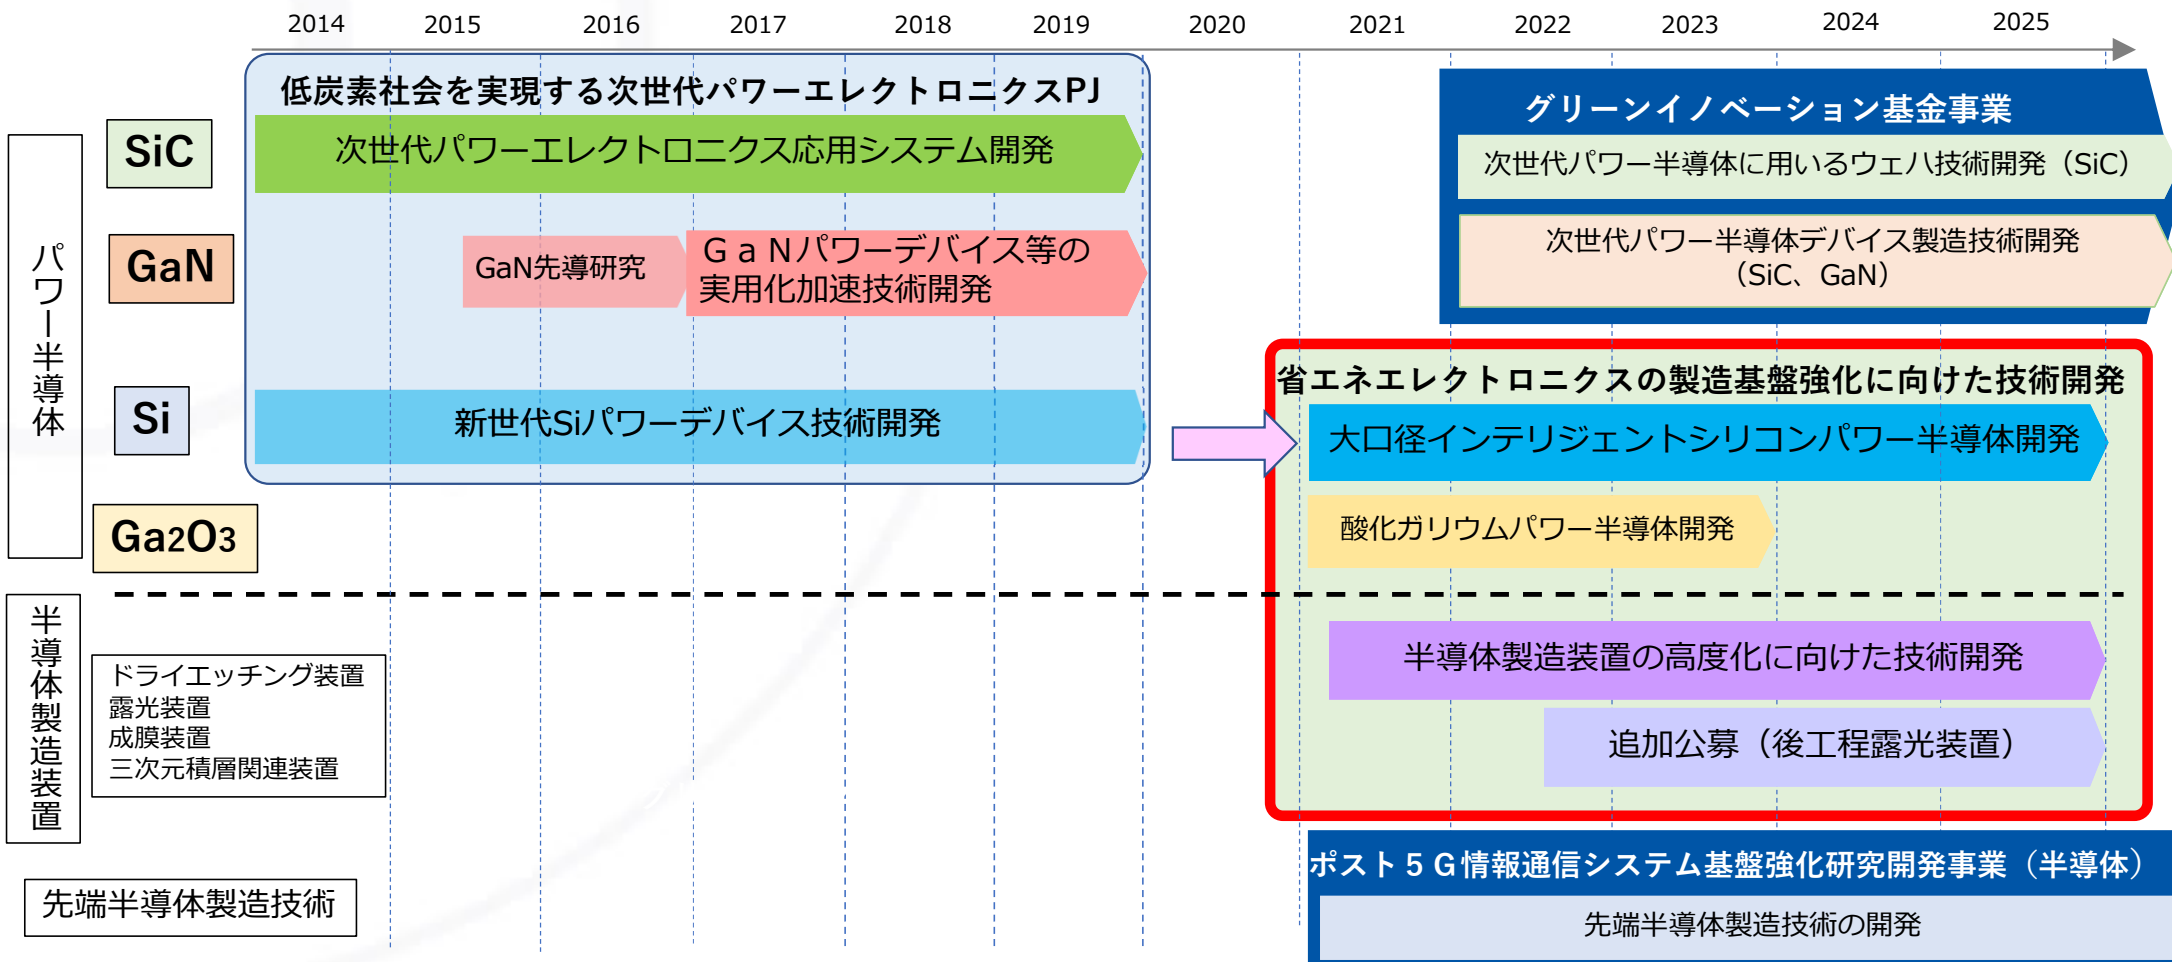 2014 2015 2016 2017 2018 2019 2020 2021 2022 2023 2024 2025
低炭素社会を実現する次世代パワーエレクトロニクスPJ
グリーンイノベーション基金事業
パワー半導体
SiC
次世代パワーエレクトロニクス応用システム開発
次世代パワー半導体に用いるウェハ技術開発（SiC）
GaN
GaN先導研究
ＧａＮパワーデバイス等の
実用化加速技術開発
次世代パワー半導体デバイス製造技術開発
（SiC、GaN）
省エネエレクトロニクスの製造基盤強化に向けた技術開発
Si
新世代Siパワーデバイス技術開発
大口径インテリジェントシリコンパワー半導体開発
Ga2O3
酸化ガリウムパワー半導体開発
半導体製造装置
ドライエッチング装置
露光装置
成膜装置
三次元積層関連装置
半導体製造装置の高度化に向けた技術開発
追加公募（後工程露光装置）
ポスト５Ｇ情報通信システム基盤強化研究開発事業（半導体）
先端半導体製造技術
先端半導体製造技術の開発